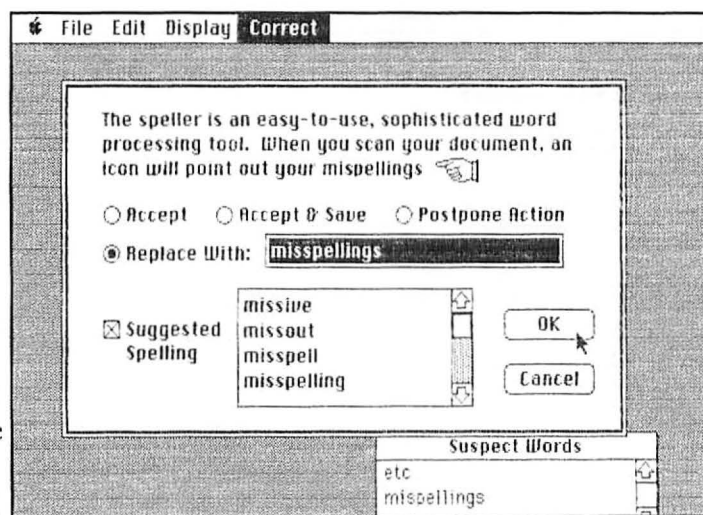 File Edit Display Correct
The speller is an easy-to-use, sophisticated word
processing tool. When you scan your document, an
icon will point out your mispellings
Accept Accept & Save Postpone Action
Replace With: misspellings
Suggested
Spelling
missive
missout
misspell
misspelling
OK
Cancel
Suspect Words
etc
mispellings